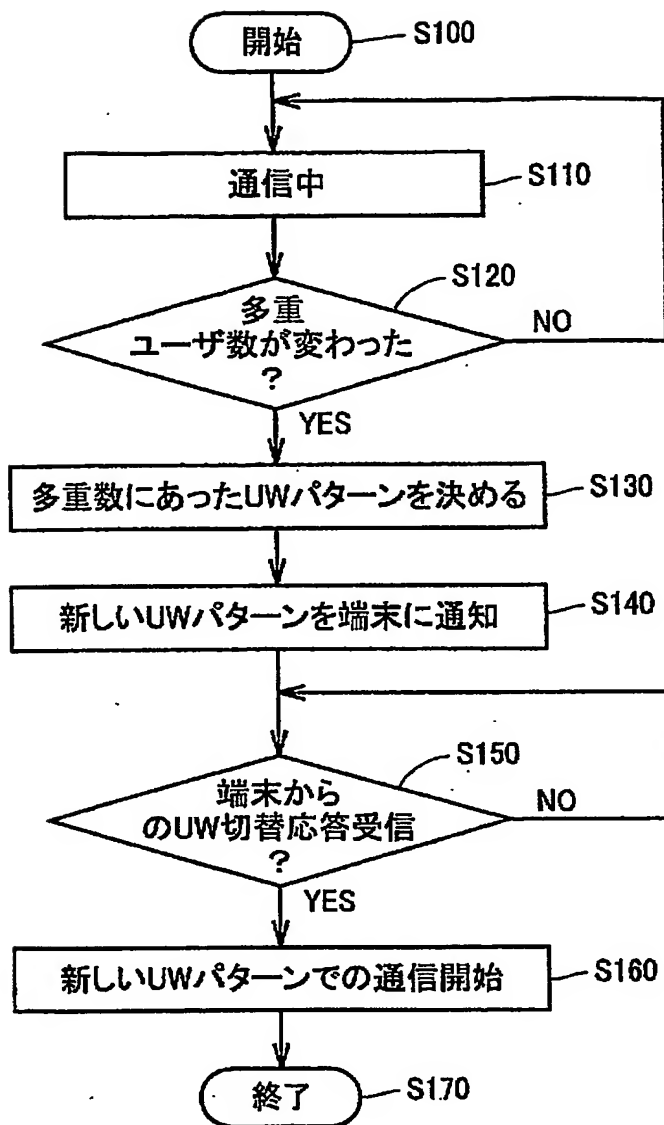 開始
S100
通信中
S110
多重
ユーザ数が変わった
?
S120
NO
YES
多重数にあったUWパターンを決める
S130
新しいUWパターンを端末に通知
S140
端末から
のUW切替応答受信
?
S150
NO
YES
新しいUWパターンでの通信開始
S160
終了
S170